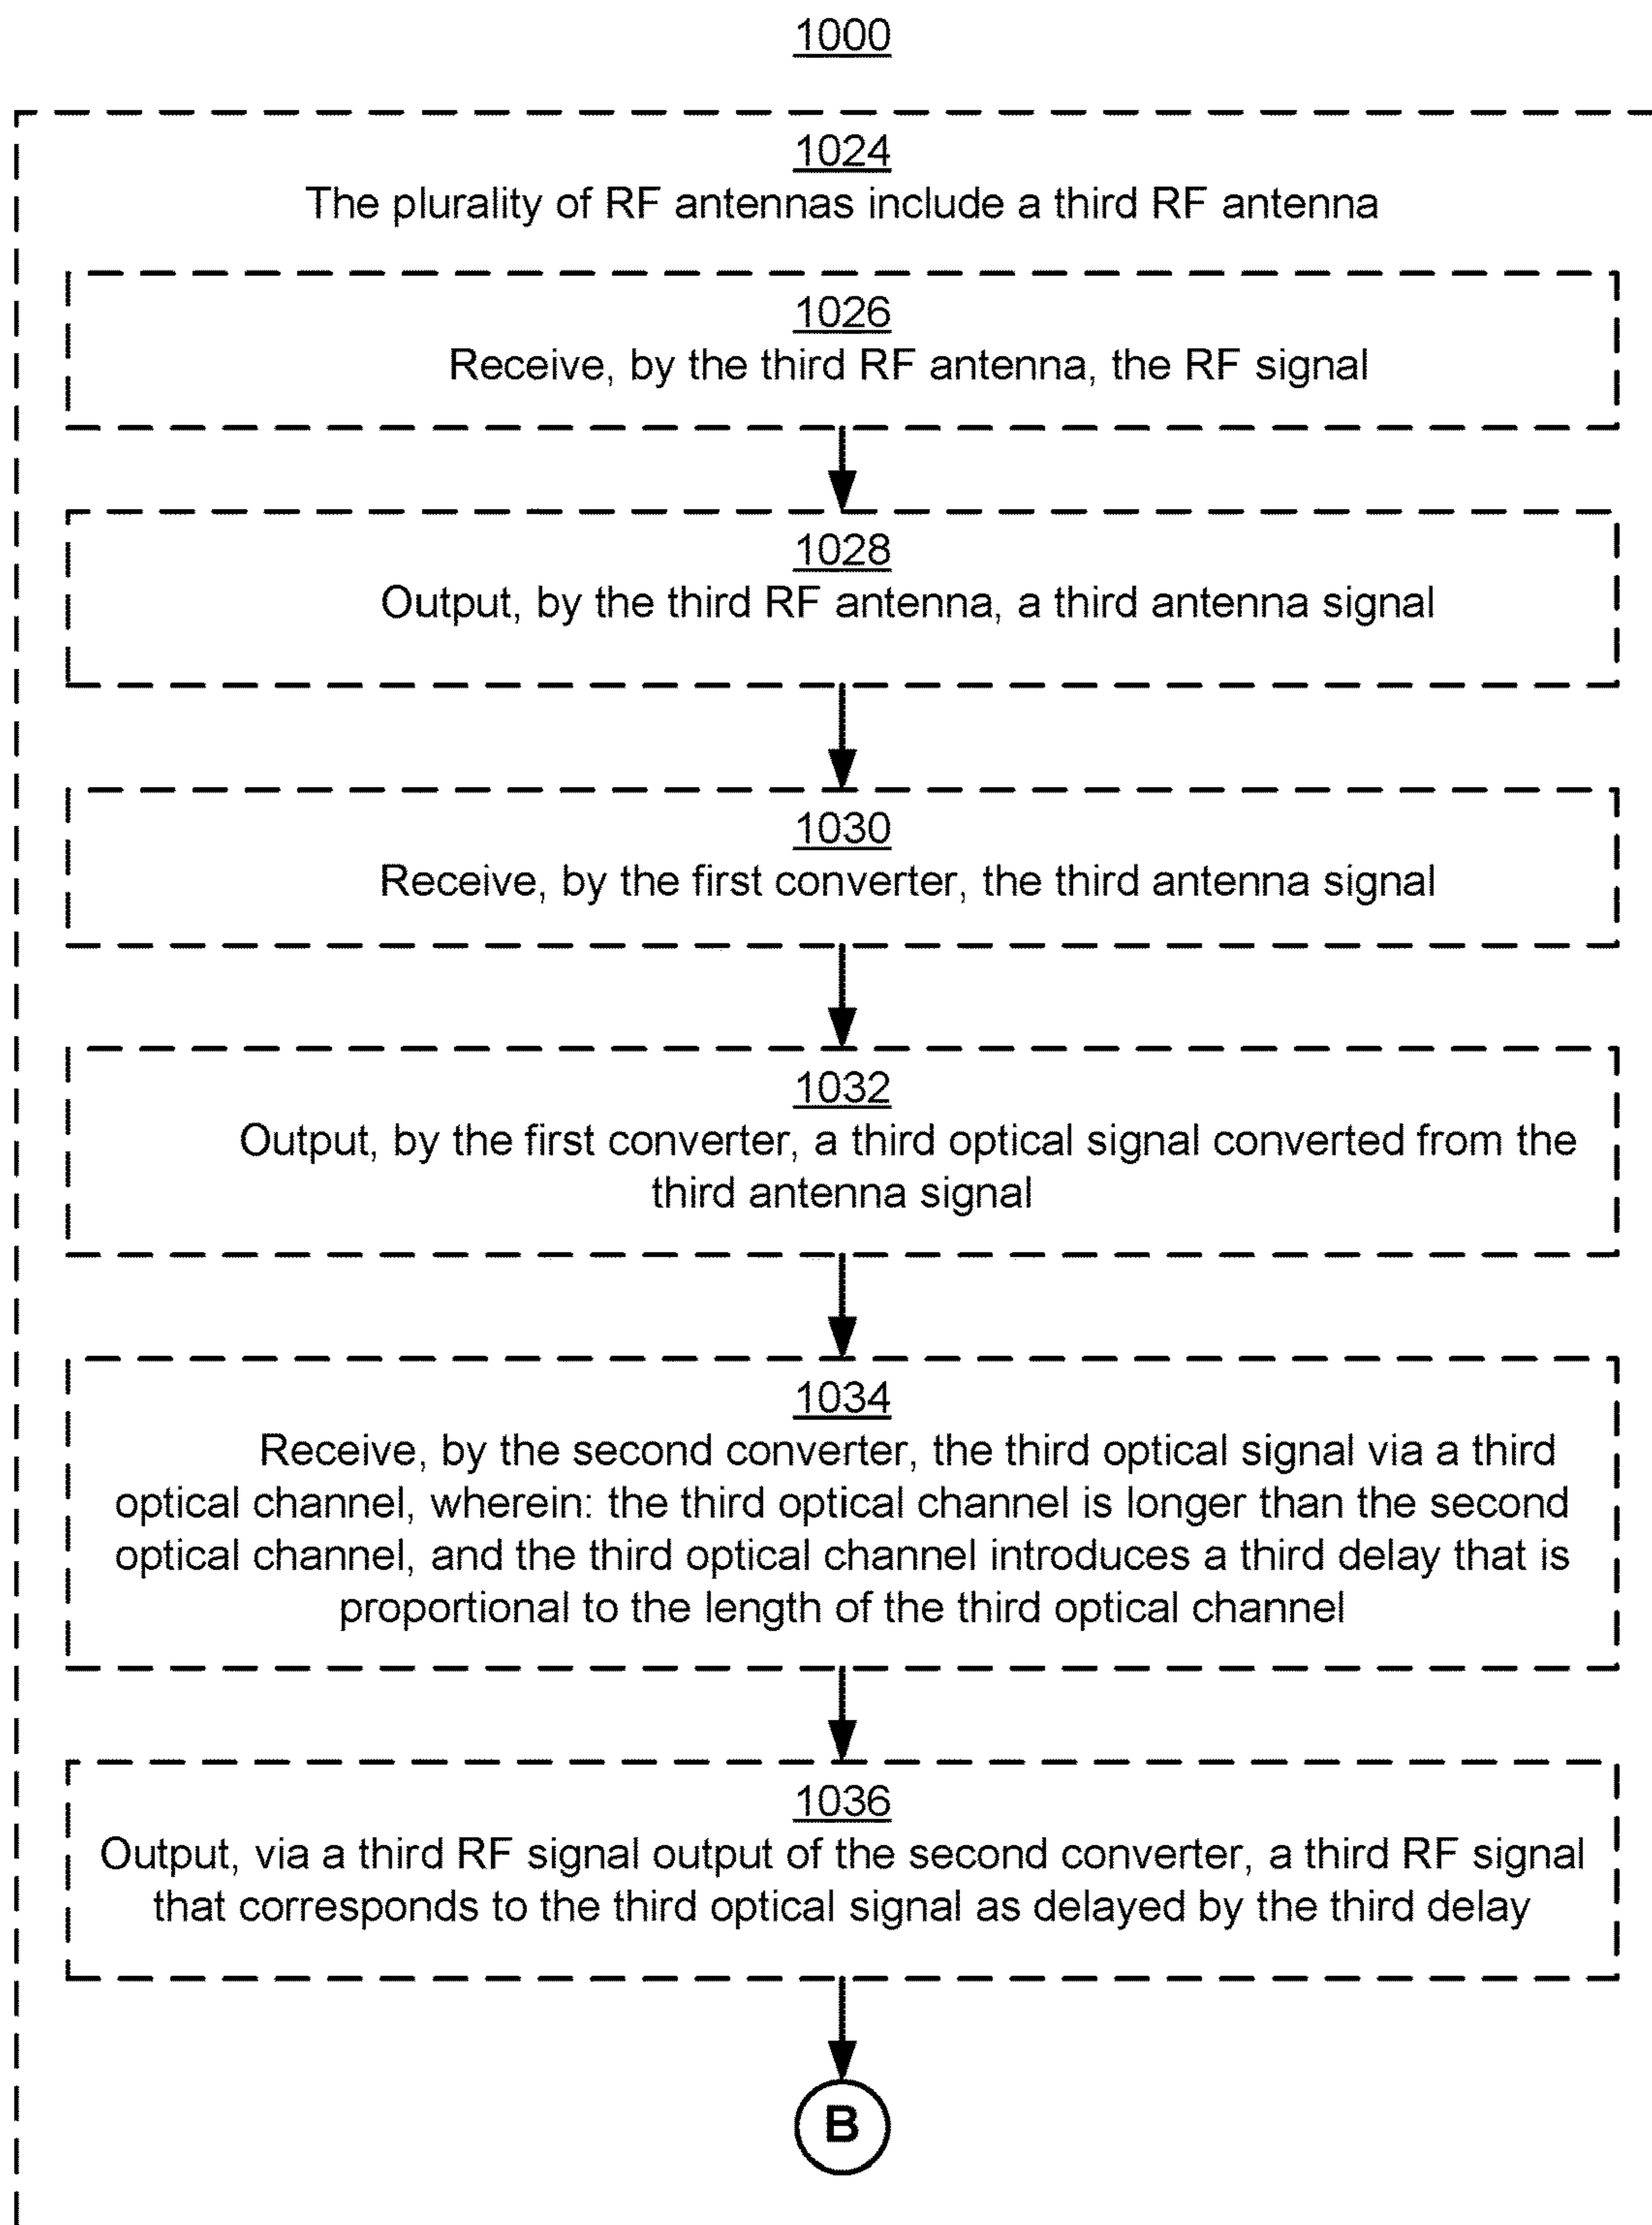 1000
1024
The plurality of RF antennas include a third RF antenna
1026
Receive, by the third RF antenna, the RF signal
1028
Output, by the third RF antenna, a third antenna signal
1030
Receive, by the first converter, the third antenna signal
1032
Output, by the first converter, a third optical signal converted from the
third antenna signal
1034
Receive, by the second converter, the third optical signal via a third
optical channel, wherein: the third optical channel is longer than the second
optical channel, and the third optical channel introduces a third delay that is
proportional to the length of the third optical channel
1036
Output, via a third RF signal output of the second converter, a third RF signal
that corresponds to the third optical signal as delayed by the third delay
B